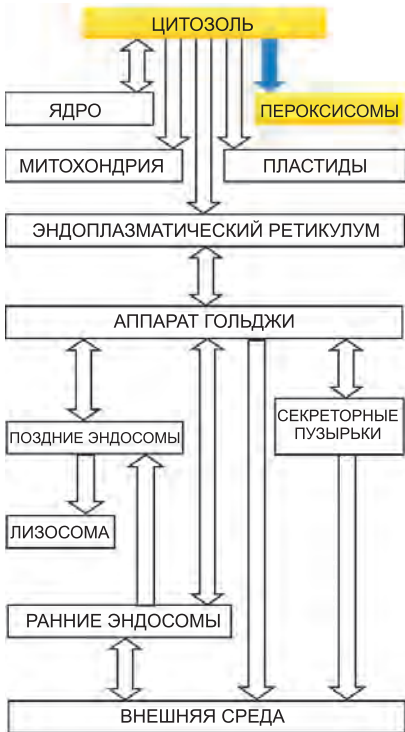 ЦИТОЗОЛЬ
ЯДРО
ПЕРОКСИСОМЫ
МИТОХОНДРИЯ
ПЛАСТИДЫ
ЭНДОПЛАЗМАТИЧЕСКИЙ РЕТИКУЛУМ
АППАРАТ ГОЛЬДЖИ
СЕКРЕТОРНЫЕ
ПУЗЫРЬКИ
ПОЗДНИЕ ЭНДОСОМЫ
ЛИЗОСОМА
РАННИЕ ЭНДОСОМЫ
ВНЕШНЯЯ СРЕДА